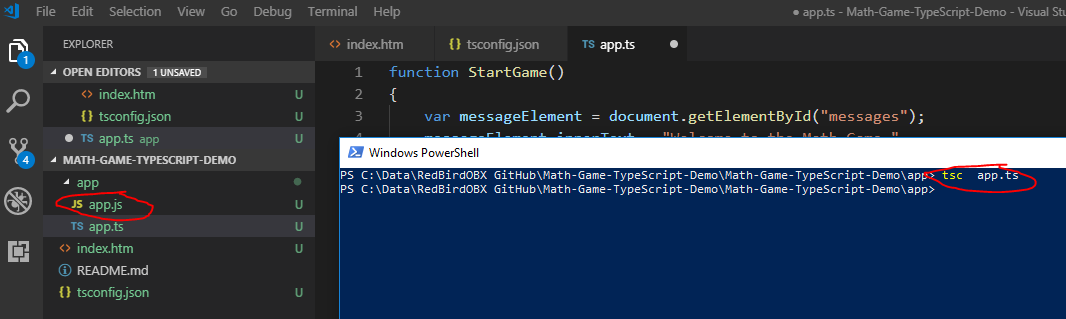 File Edit Selection View Go Debug Terminal Help ● app.ts - Math-Game-TypeScript-Demo - Visual Stu
EXPLORER
OPEN EDITORS 1 UNSAVED
<> index.htm U
{} tsconfig.json U
● TS app.ts app U
MATH-GAME-TYPESCRIPT-DEMO
app
JS app.js U
TS app.ts U
<> index.htm U
README.md U
{} tsconfig.json U
1
4
<> index.htm {} tsconfig.json TS app.ts ●
1 function StartGame()
2 {
3 var messageElement = document.getElementById("messages");
4
Windows PowerShell
PS C:\Data\RedBirdOBX GitHub\Math-Game-TypeScript-Demo\Math-Game-TypeScript-Demo\app> tsc  app.ts
PS C:\Data\RedBirdOBX GitHub\Math-Game-TypeScript-Demo\Math-Game-TypeScript-Demo\app>